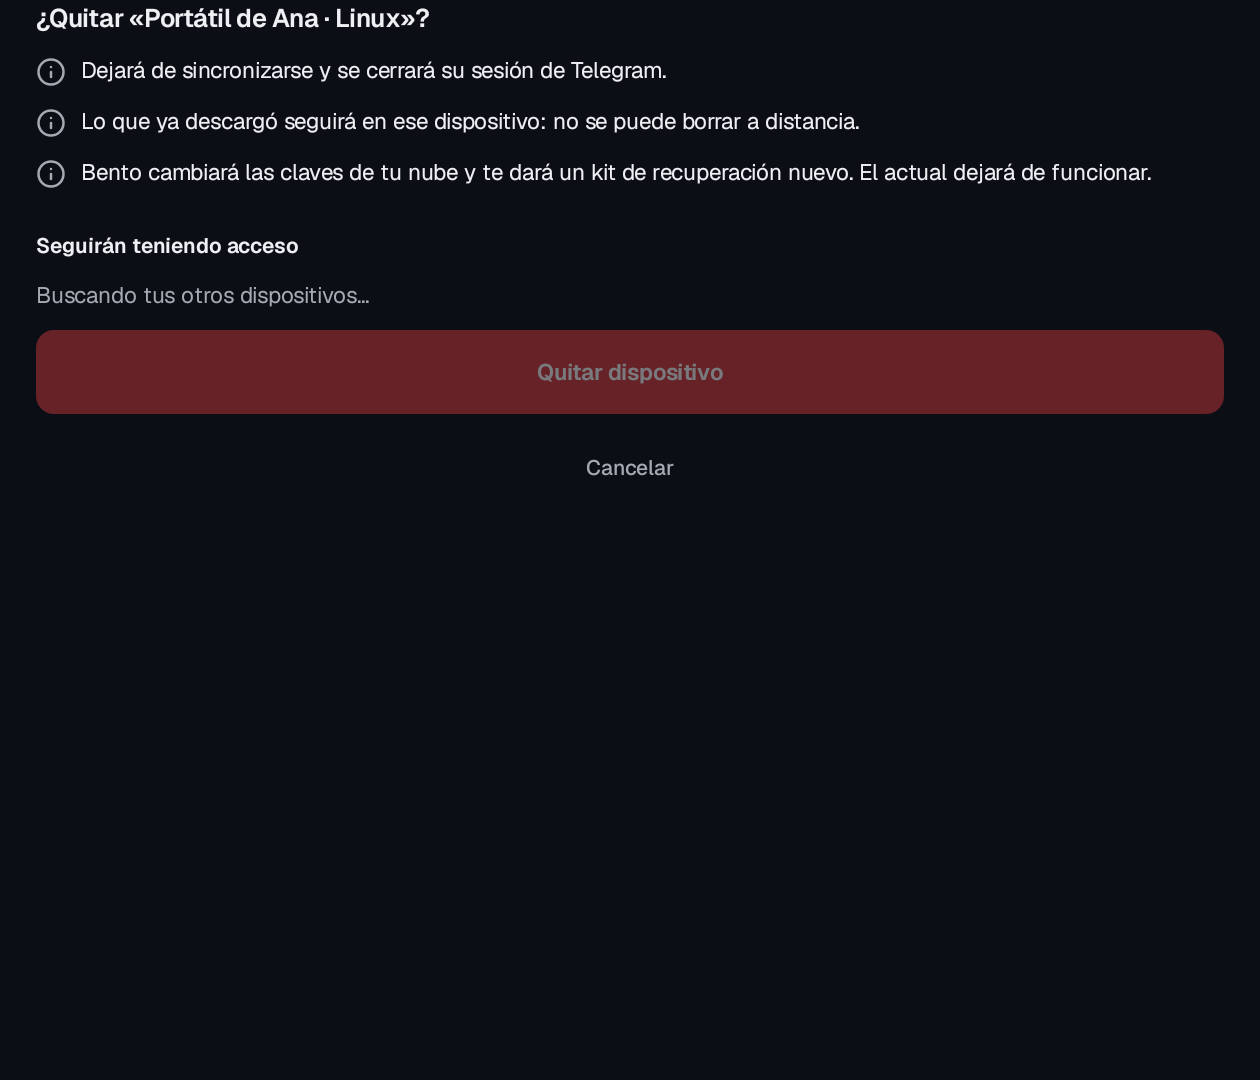 ¿Quitar «Portátil de Ana · Linux»?
Dejará de sincronizarse y se cerrará su sesión de Telegram.
Lo que ya descargó seguirá en ese dispositivo: no se puede borrar a distancia.
Bento cambiará las claves de tu nube y te dará un kit de recuperación nuevo. El actual dejará de funcionar.
Seguirán teniendo acceso
Buscando tus otros dispositivos…
Quitar dispositivo
Cancelar